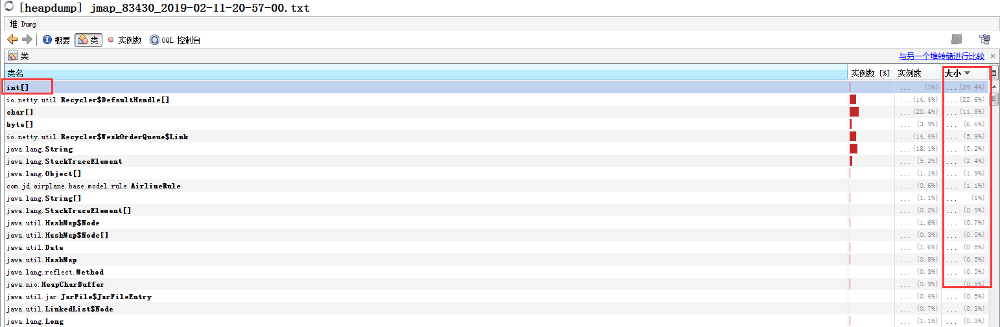 [heapdump] jmap_83430_2019-02-11-20-57-00.txt
堆 Dump
概要 类 实例数 OQL 控制台
类 与另一个堆转储进行比较
类名 实例数 [%] 实例数 大小
int[] ... (1%) ... (29.4%)
io.netty.util.Recycler$DefaultHandle[] ... (14.4%) ... (22.6%)
char[] ... (20.4%) ... (11.8%)
byte[] ... (3.9%) ... (6.6%)
io.netty.util.Recycler$WeakOrderQueue$Link ... (14.4%) ... (5.9%)
java.lang.String ... (18.1%) ... (5.2%)
java.lang.StackTraceElement ... (5.2%) ... (2.4%)
java.lang.Object[] ... (1.1%) ... (1.9%)
com.jd.airplane.base.model.rule.AirlineRule ... (0.6%) ... (1.1%)
java.lang.String[] ... (1.1%) ... (1%)
java.lang.StackTraceElement[] ... (0.2%) ... (0.9%)
java.util.HashMap$Node ... (1.6%) ... (0.7%)
java.util.HashMap$Node[] ... (0.3%) ... (0.5%)
java.util.Date ... (1.6%) ... (0.5%)
java.util.HashMap ... (0.8%) ... (0.5%)
java.lang.reflect.Method ... (0.3%) ... (0.5%)
java.nio.HeapCharBuffer ... (0.9%) ... (0.5%)
java.util.jar.JarFile$JarFileEntry ... (0.4%) ... (0.5%)
java.util.LinkedList$Node ... (0.7%) ... (0.3%)
java.lang.Long ... (1.1%) ... (0.3%)